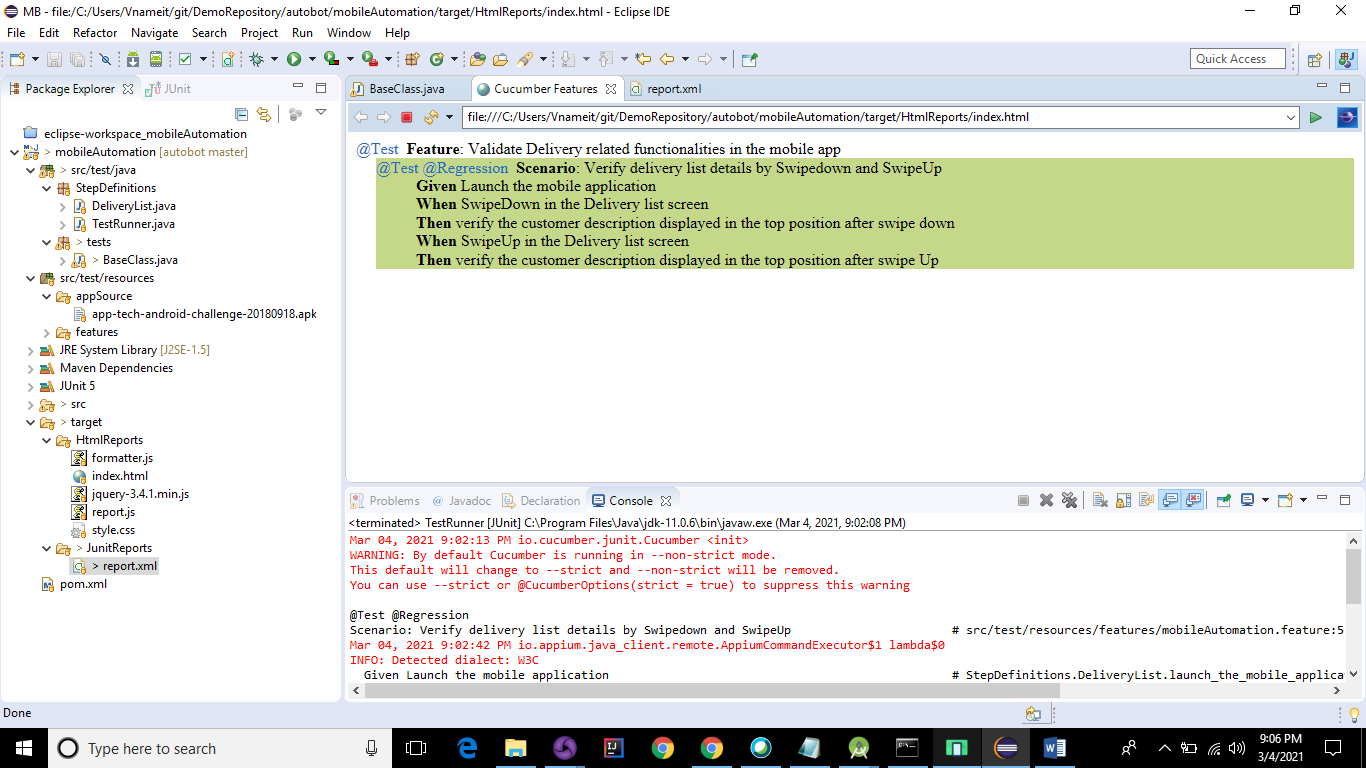 MB - file:/C:/Users/Vnameit/git/DemoRepository/autobot/mobileAutomation/target/HtmlReports/index.html - Eclipse IDE
File Edit Refactor Navigate Search Project Run Window Help
Quick Access
Package Explorer JUnit
eclipse-workspace_mobileAutomation
> mobileAutomation [autobot master]
> src/test/java
StepDefinitions
DeliveryList.java
TestRunner.java
> tests
> BaseClass.java
src/test/resources
appSource
app-tech-android-challenge-20180918.apk
features
JRE System Library [J2SE-1.5]
Maven Dependencies
JUnit 5
> src
> target
HtmlReports
formatter.js
index.html
jquery-3.4.1.min.js
report.js
style.css
> JunitReports
> report.xml
pom.xml
BaseClass.java Cucumber Features report.xml
file:///C:/Users/Vnameit/git/DemoRepository/autobot/mobileAutomation/target/HtmlReports/index.html
@Test Feature: Validate Delivery related functionalities in the mobile app
@Test @Regression Scenario: Verify delivery list details by Swipedown and SwipeUp
Given Launch the mobile application
When SwipeDown in the Delivery list screen
Then verify the customer description displayed in the top position after swipe down
When SwipeUp in the Delivery list screen
Then verify the customer description displayed in the top position after swipe Up
Problems @ Javadoc Declaration Console
<terminated> TestRunner [JUnit] C:\Program Files\Java\jdk-11.0.6\bin\javaw.exe (Mar 4, 2021, 9:02:08 PM)
Mar 04, 2021 9:02:13 PM io.cucumber.junit.Cucumber <init>
WARNING: By default Cucumber is running in --non-strict mode.
This default will change to --strict and --non-strict will be removed.
You can use --strict or @CucumberOptions(strict = true) to suppress this warning
@Test @Regression
Scenario: Verify delivery list details by Swipedown and SwipeUp # src/test/resources/features/mobileAutomation.feature:5
Mar 04, 2021 9:02:42 PM io.appium.java_client.remote.AppiumCommandExecutor$1 lambda$0
INFO: Detected dialect: W3C
Given Launch the mobile application # StepDefinitions.DeliveryList.launch_the_mobile_applica
Done
Type here to search
9:06 PM
3/4/2021